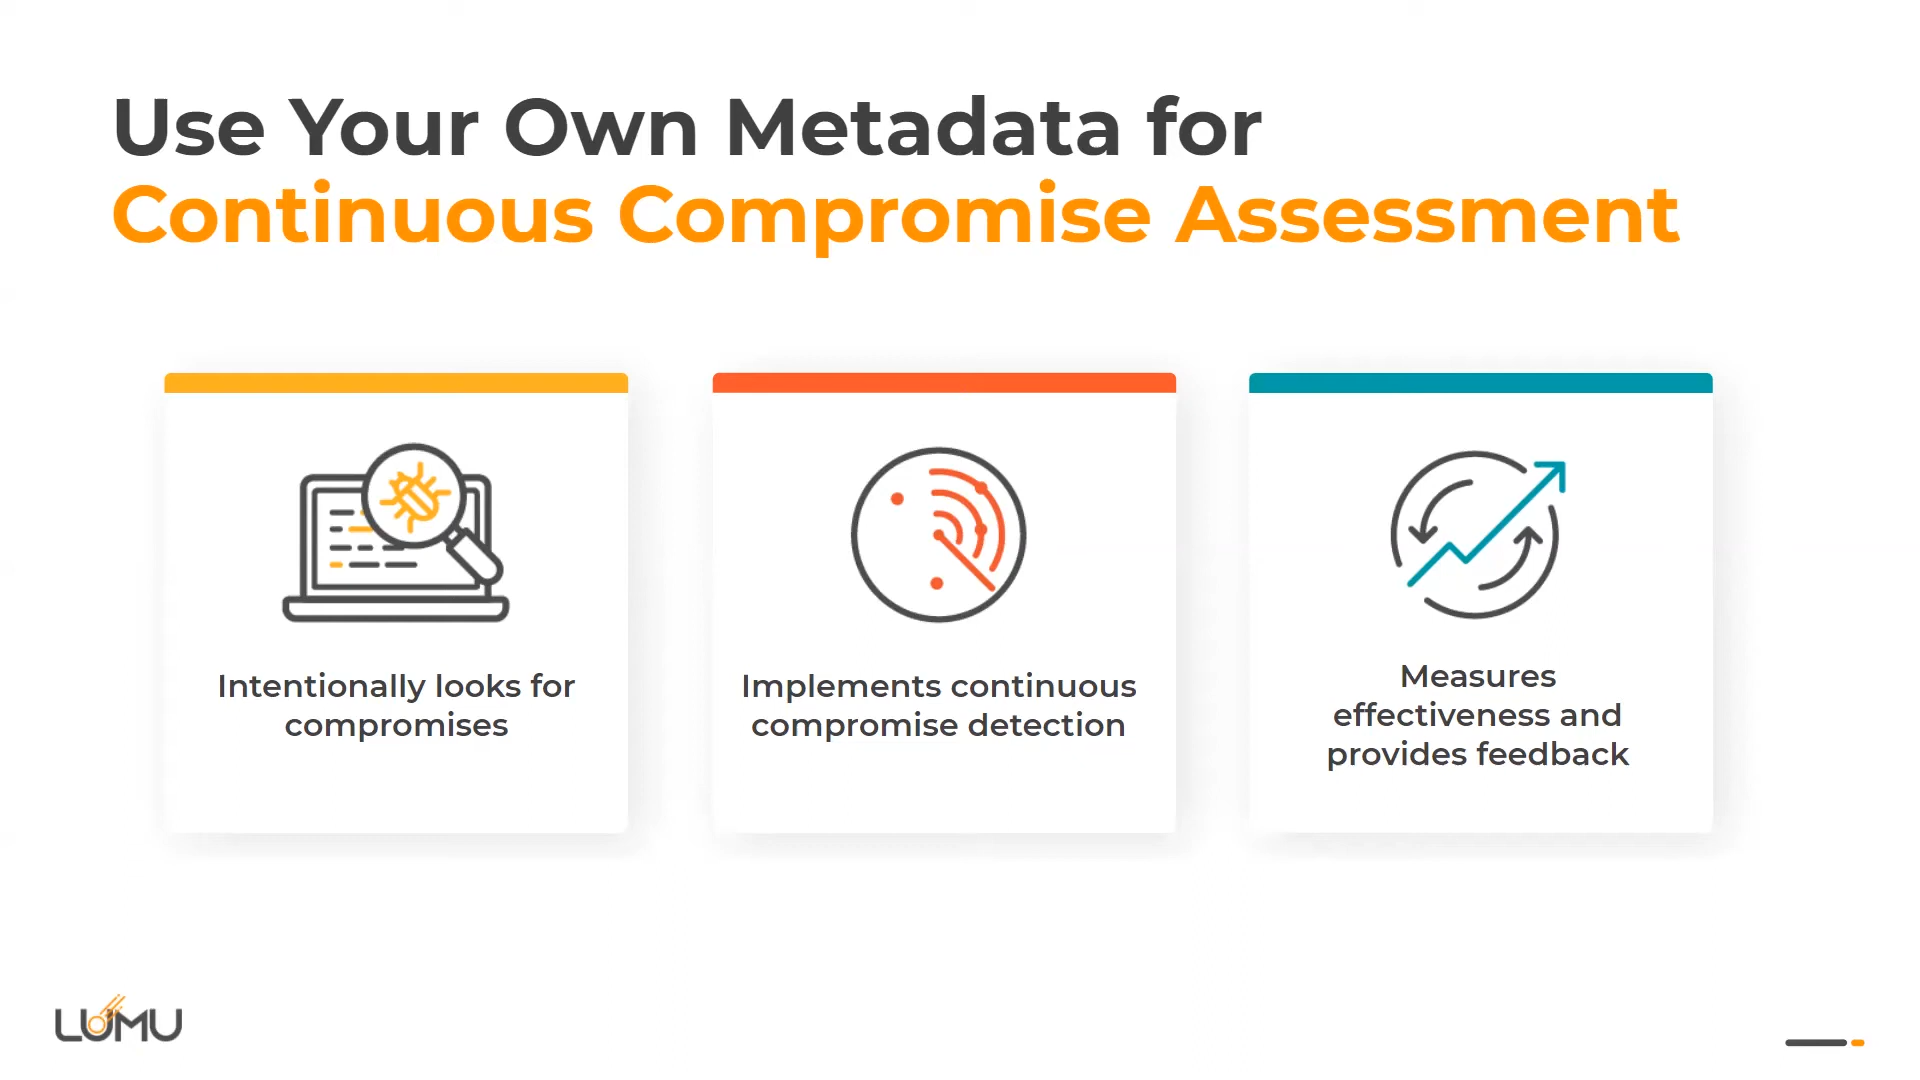 Use Your Own Metadata for
Continuous Compromise Assessment
Intentionally looks for
compromises
Implements continuous
compromise detection
Measures
effectiveness and
provides feedback
LUMU